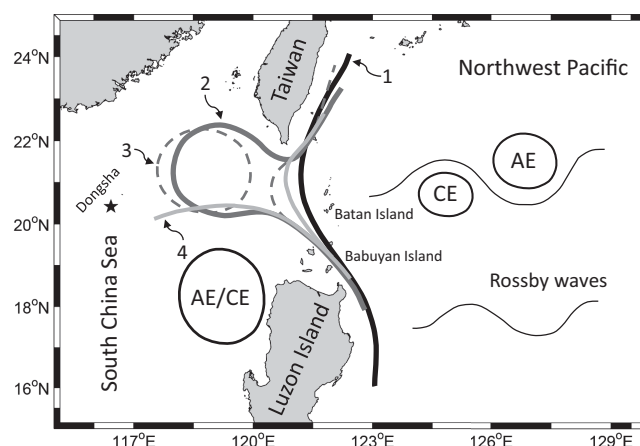 24°N
22°N
20°N
18°N
16°N
117°E
120°E
123°E
126°E
129°E
Taiwan
Northwest Pacific
1
2
3
4
Dongsha
South China Sea
AE
CE
Batan Island
Babuyan Island
AE/CE
Rossby waves
Luzon Island